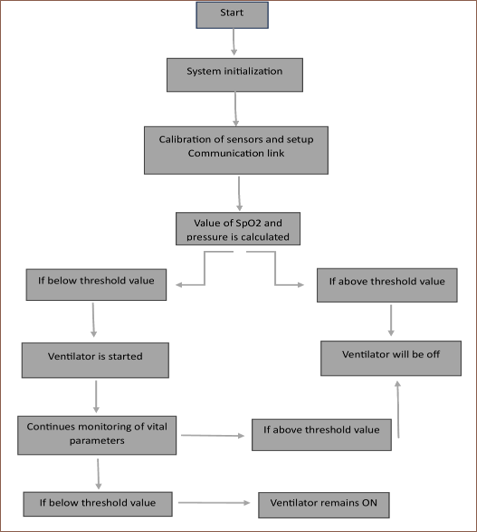 Start
System initialization
Calibration of sensors and setup
Communication link
Value of SpO2 and
pressure is calculated
If below threshold value
If above threshold value
Ventilator is started
Ventilator will be off
Continues monitoring of vital
parameters
If above threshold value
If below threshold value
Ventilator remains ON